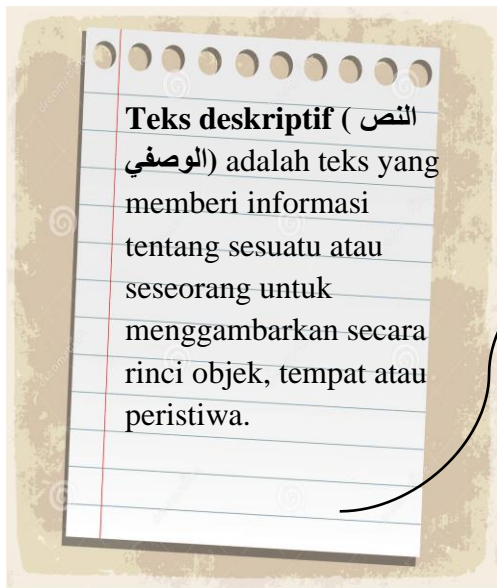 Teks deskriptif ( النص
الوصفي) adalah teks yang
memberi informasi
tentang sesuatu atau
seseorang untuk
menggambarkan secara
rinci objek, tempat atau
peristiwa.